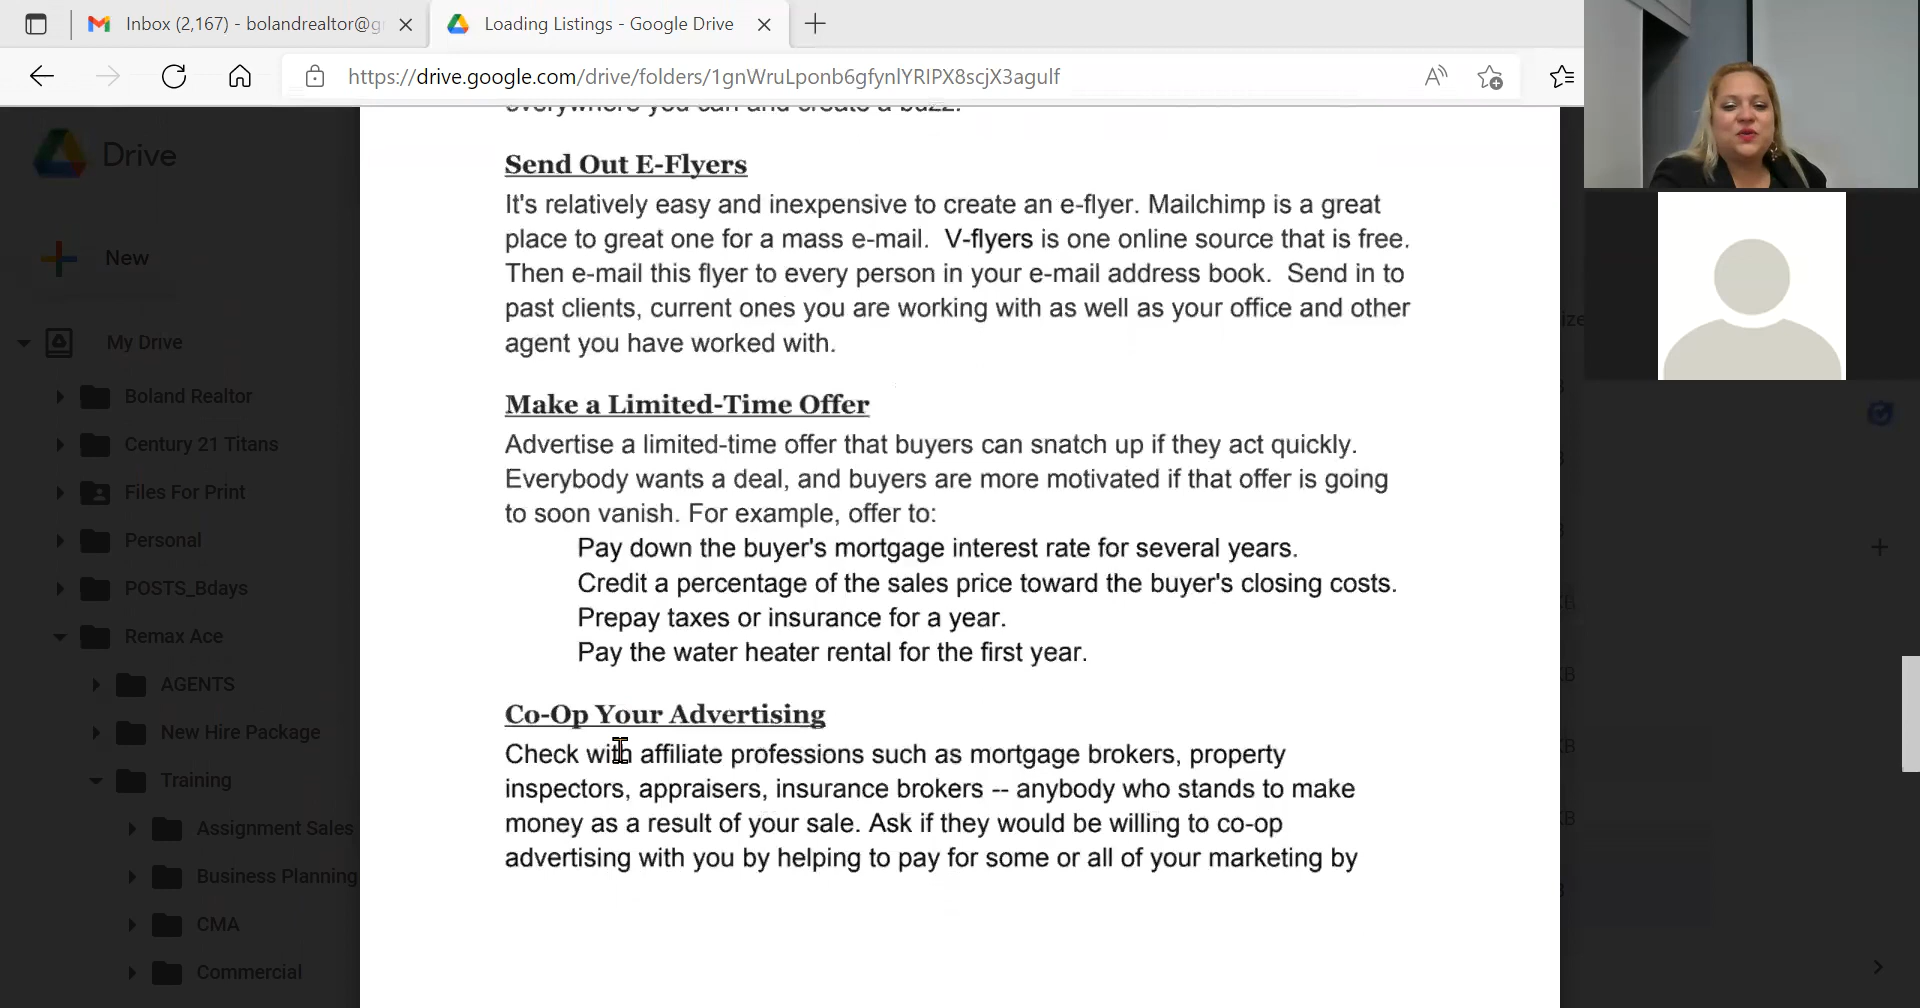 Inbox (2,167) - bolandrealtor@g
Loading Listings - Google Drive
https://drive.google.com/drive/folders/1gnWruLponb6gfynlYRIPX8scjX3agulf
everywhere you can and create a buzz.
Drive
New
My Drive
Boland Realtor
Century 21 Titans
Files For Print
Personal
POSTS_Bdays
Remax Ace
AGENTS
New Hire Package
Training
Assignment Sales
Business Planning
CMA
Commercial
Send Out E-Flyers
It's relatively easy and inexpensive to create an e-flyer. Mailchimp is a great
place to great one for a mass e-mail.  V-flyers is one online source that is free.
Then e-mail this flyer to every person in your e-mail address book.  Send in to
past clients, current ones you are working with as well as your office and other
agent you have worked with.
Make a Limited-Time Offer
Advertise a limited-time offer that buyers can snatch up if they act quickly.
Everybody wants a deal, and buyers are more motivated if that offer is going
to soon vanish. For example, offer to:
Pay down the buyer's mortgage interest rate for several years.
Credit a percentage of the sales price toward the buyer's closing costs.
Prepay taxes or insurance for a year.
Pay the water heater rental for the first year.
Co-Op Your Advertising
Check with affiliate professions such as mortgage brokers, property
inspectors, appraisers, insurance brokers -- anybody who stands to make
money as a result of your sale. Ask if they would be willing to co-op
advertising with you by helping to pay for some or all of your marketing by